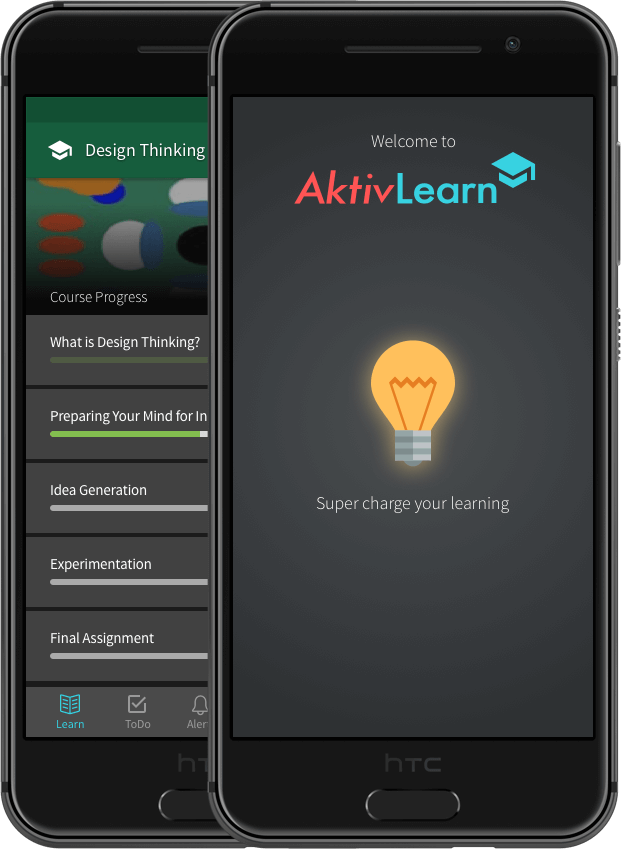 Design Thinking
Course Progress
What is Design Thinking?
Preparing Your Mind for In
Idea Generation
Experimentation
Final Assignment
Learn
ToDo
Aler
ht
Welcome to
AktivLearn
Super charge your learning
htc